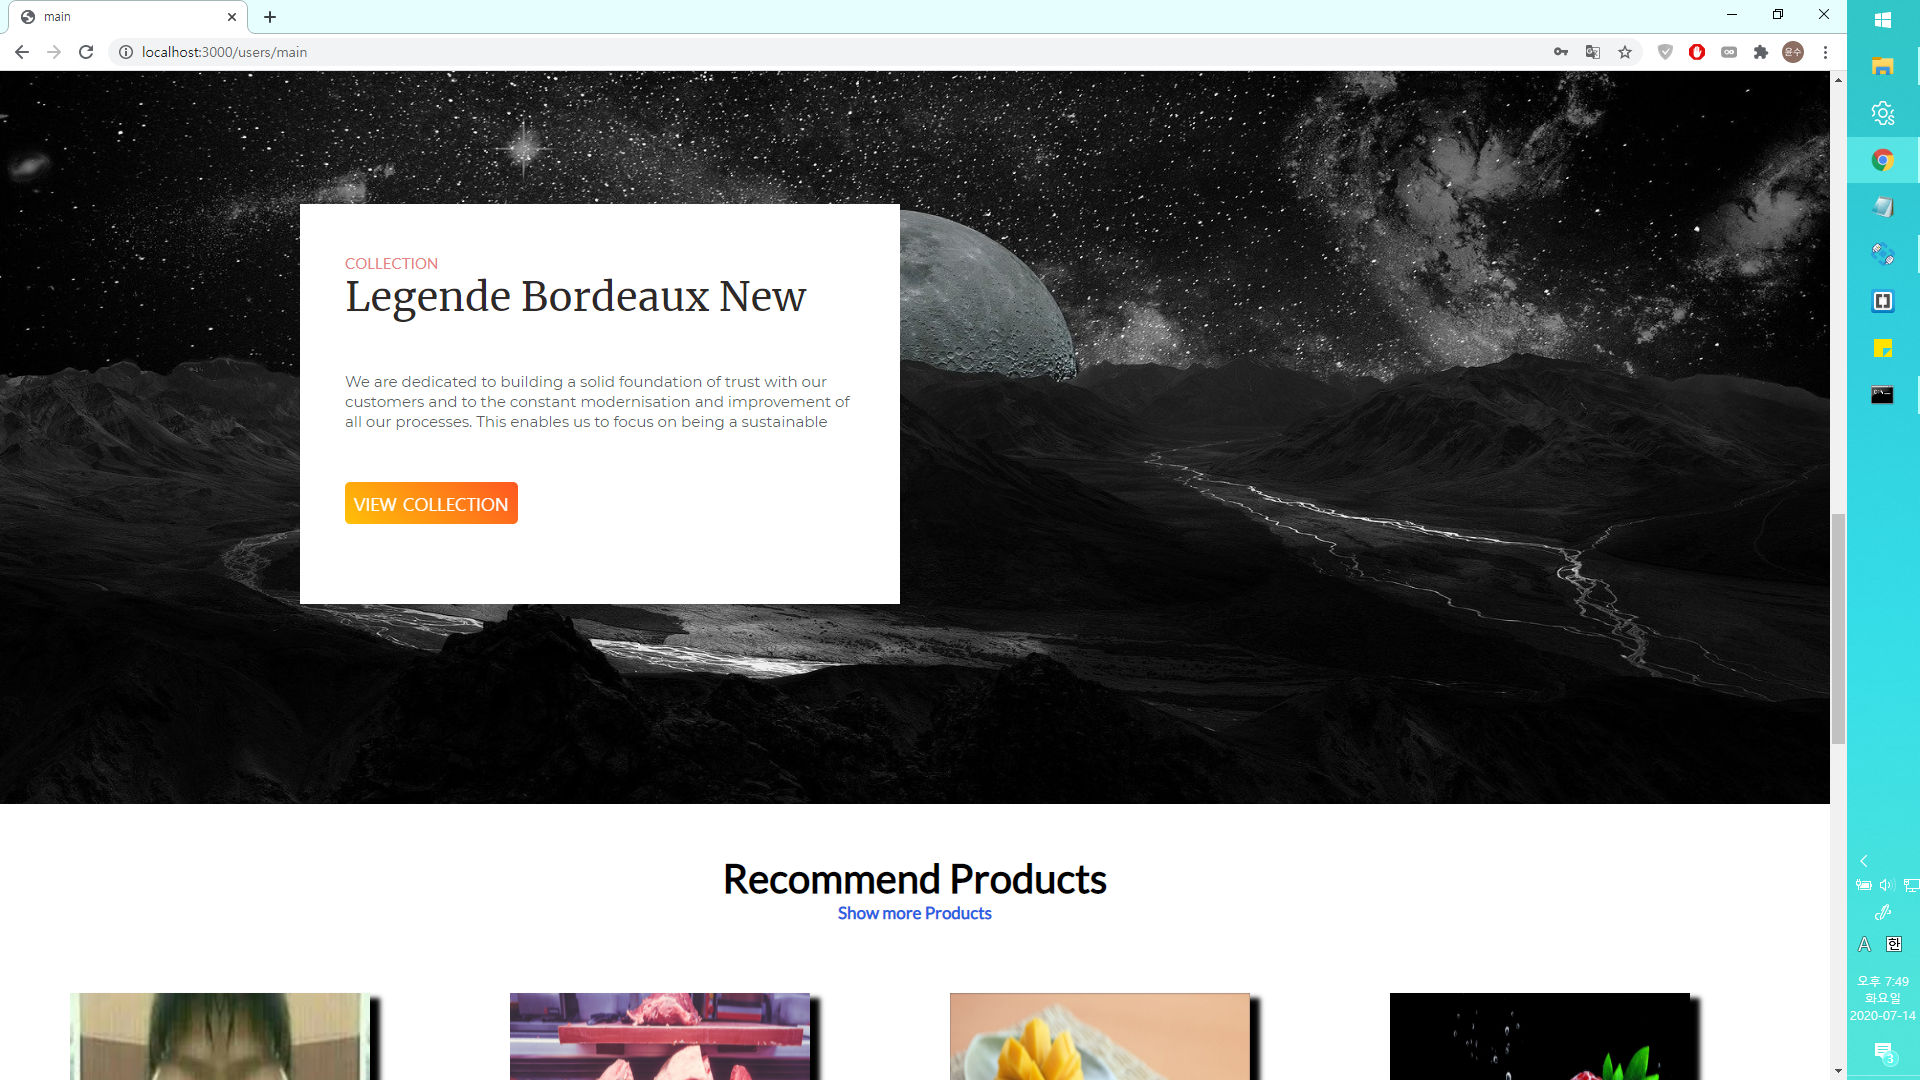 main
localhost:3000/users/main
윤수
COLLECTION
Legende Bordeaux New
We are dedicated to building a solid foundation of trust with our
customers and to the constant modernisation and improvement of
all our processes. This enables us to focus on being a sustainable
VIEW COLLECTION
Recommend Products
Show more Products
A 한
오후 7:49
화요일
2020-07-14
3